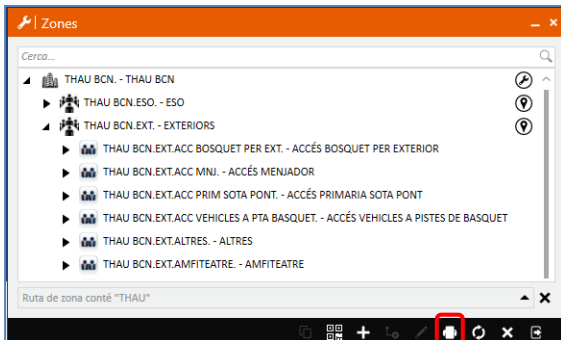 Zones
Cerca...
THAU BCN. - THAU BCN
THAU BCN.ESO. - ESO
THAU BCN.EXT. - EXTERIORS
THAU BCN.EXT.ACC BOSQUET PER EXT. - ACCÉS BOSQUET PER EXTERIOR
THAU BCN.EXT.ACC MNJ. - ACCÉS MENJADOR
THAU BCN.EXT.ACC PRIM SOTA PONT. - ACCÉS PRIMARIA SOTA PONT
THAU BCN.EXT.ACC VEHICLES A PTA BASQUET. - ACCÉS VEHICLES A PISTES DE BASQUET
THAU BCN.EXT.ALTRES. - ALTRES
THAU BCN.EXT.AMFITEATRE. - AMFITEATRE
Ruta de zona conté "THAU"